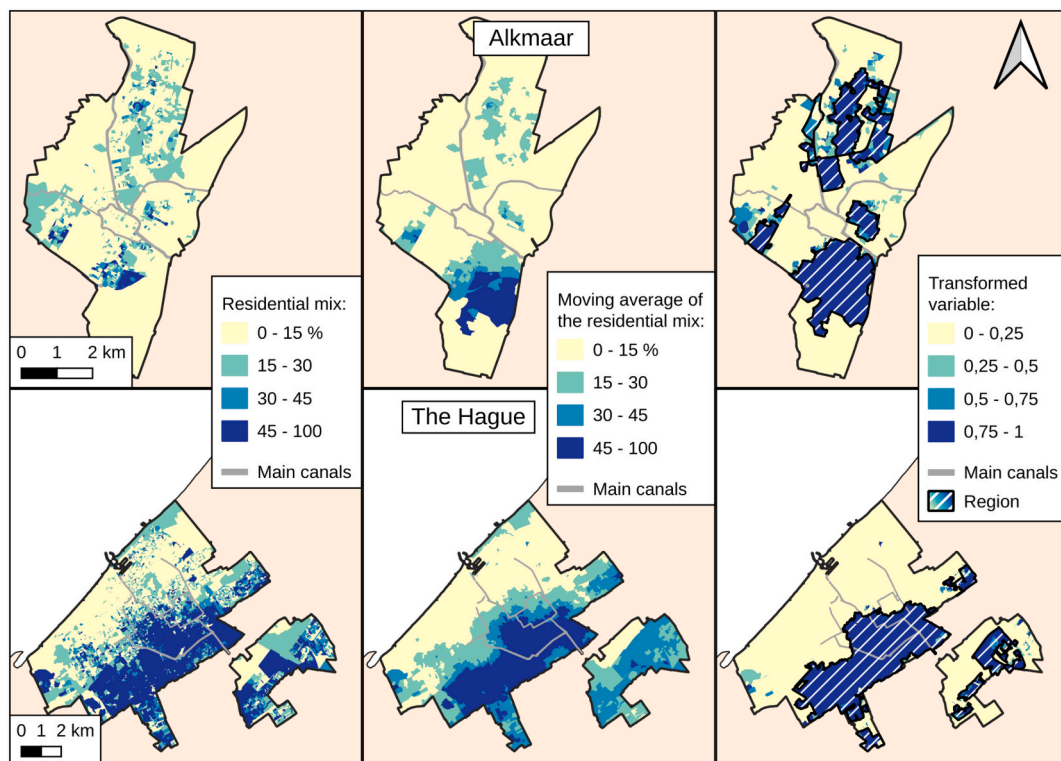 Alkmaar
Residential mix:
0 - 15 %
15 - 30
30 - 45
45 - 100
Main canals
0 1 2 km
Moving average of
the residential mix:
0 - 15 %
15 - 30
30 - 45
45 - 100
Main canals
Transformed
variable:
0 - 0,25
0,25 - 0,5
0,5 - 0,75
0,75 - 1
Main canals
Region
The Hague
0 1 2 km